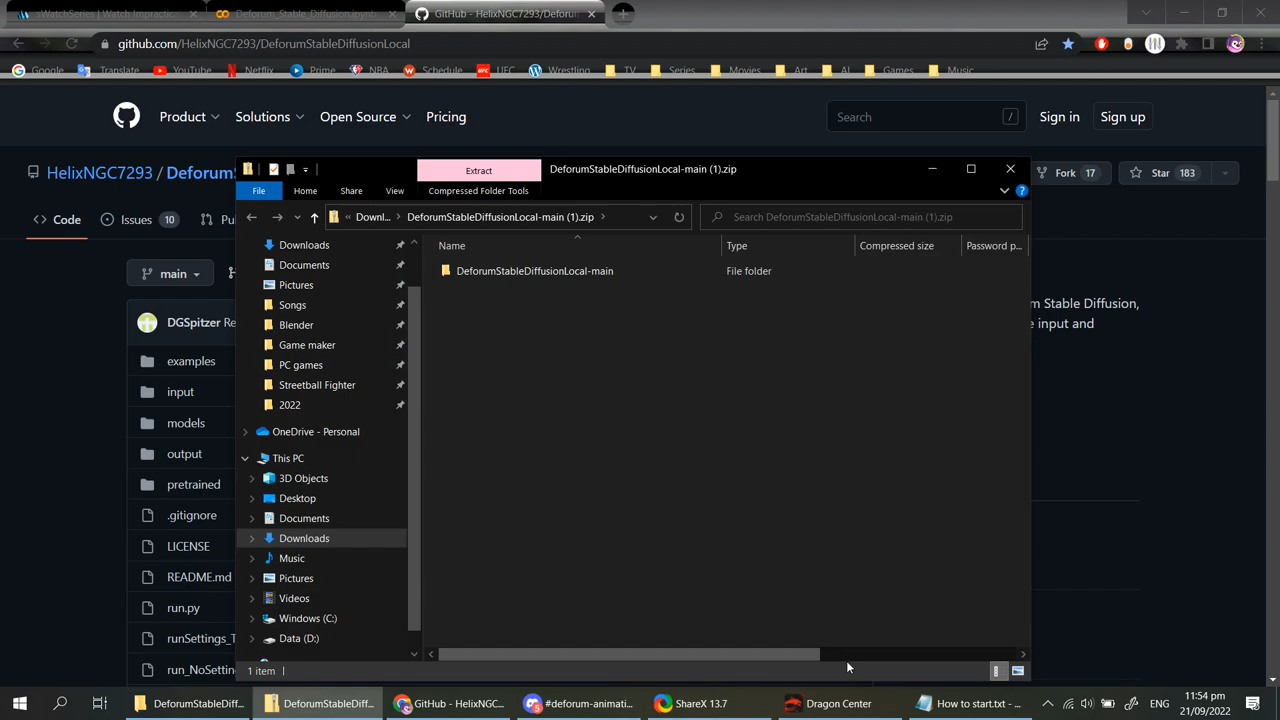 sWatchSeries | Watch Impractic
Deforum_Stable_Diffusion.ipynb
GitHub - HelixNGC7293/Deforum
github.com/HelixNGC7293/DeforumStableDiffusionLocal
Google Translate YouTube Netflix Prime NBA Schedule UFC Wrestling TV Series Movies Art AI Games Music
Product Solutions Open Source Pricing Search / Sign in Sign up
HelixNGC7293 / Deforum
Fork 17 Star 183
Code Issues 10 Pu
main
DGSpitzer Re
m Stable Diffusion,
e input and
examples
input
models
output
pretrained
.gitignore
LICENSE
README.md
run.py
runSettings_T
run_NoSettin
Extract DeforumStableDiffusionLocal-main (1).zip
File Home Share View Compressed Folder Tools
« Downl... DeforumStableDiffusionLocal-main (1).zip Search DeforumStableDiffusionLocal-main (1).zip
Name Type Compressed size Password p...
DeforumStableDiffusionLocal-main File folder
Downloads
Documents
Pictures
Songs
Blender
Game maker
PC games
Streetball Fighter
2022
OneDrive - Personal
This PC
3D Objects
Desktop
Documents
Downloads
Music
Pictures
Videos
Windows (C:)
Data (D:)
1 item
DeforumStableDiff... DeforumStableDiff... GitHub - HelixNGC... #deforum-animati... ShareX 13.7 Dragon Center How to start.txt - ... ENG
11:54 pm
21/09/2022